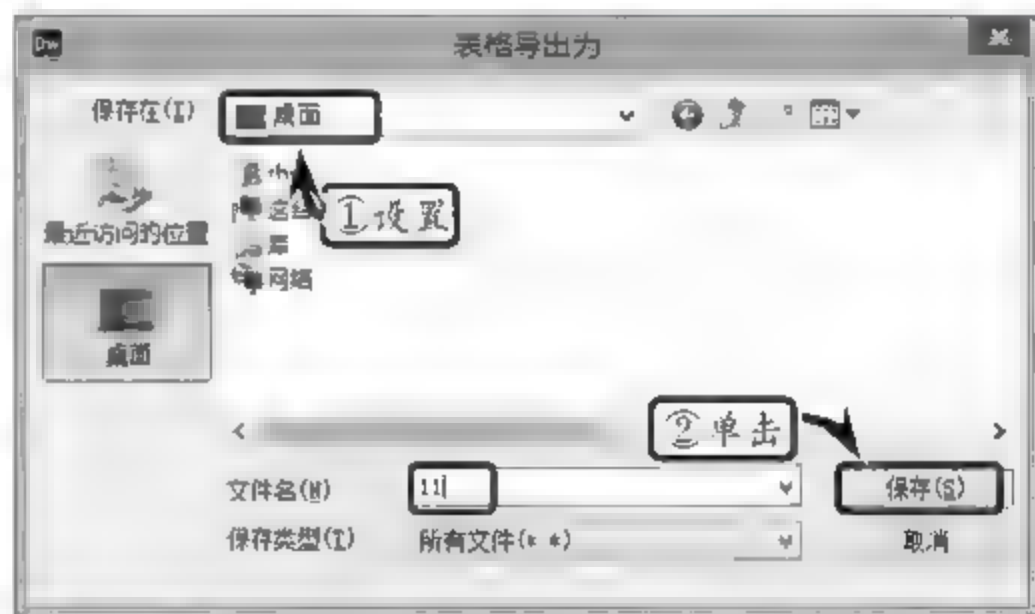 Dw
表格导出为
保存在(I)
桌面
①设置
库
网络
最近访问的位置
桌面
②单击
文件名(N)
11
保存(S)
保存类型(T)
所有文件(*.*)
取消